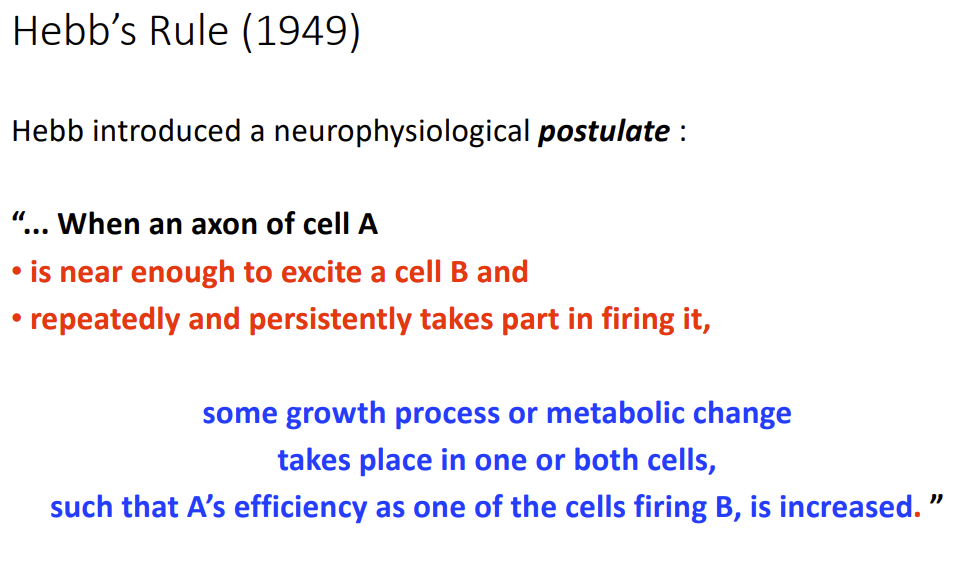 Hebb’s Rule (1949)
Hebb introduced a neurophysiological postulate :
“... When an axon of cell A
• is near enough to excite a cell B and
• repeatedly and persistently takes part in firing it,
some growth process or metabolic change
takes place in one or both cells,
such that A’s efficiency as one of the cells firing B, is increased. ”